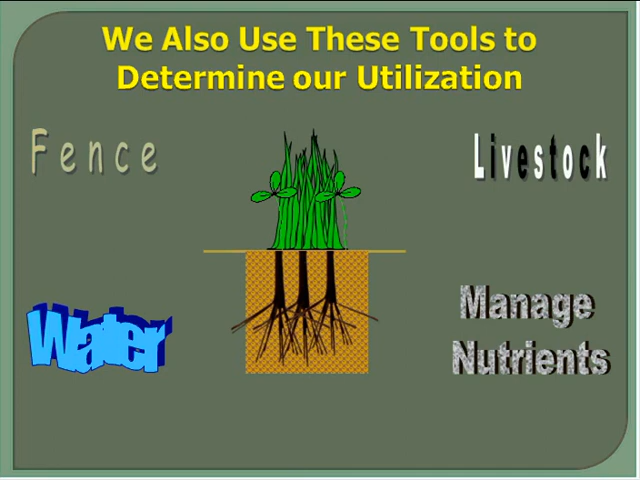 We Also Use These Tools to
Determine our Utilization
Fence
Livestock
Water
Manage
Nutrients